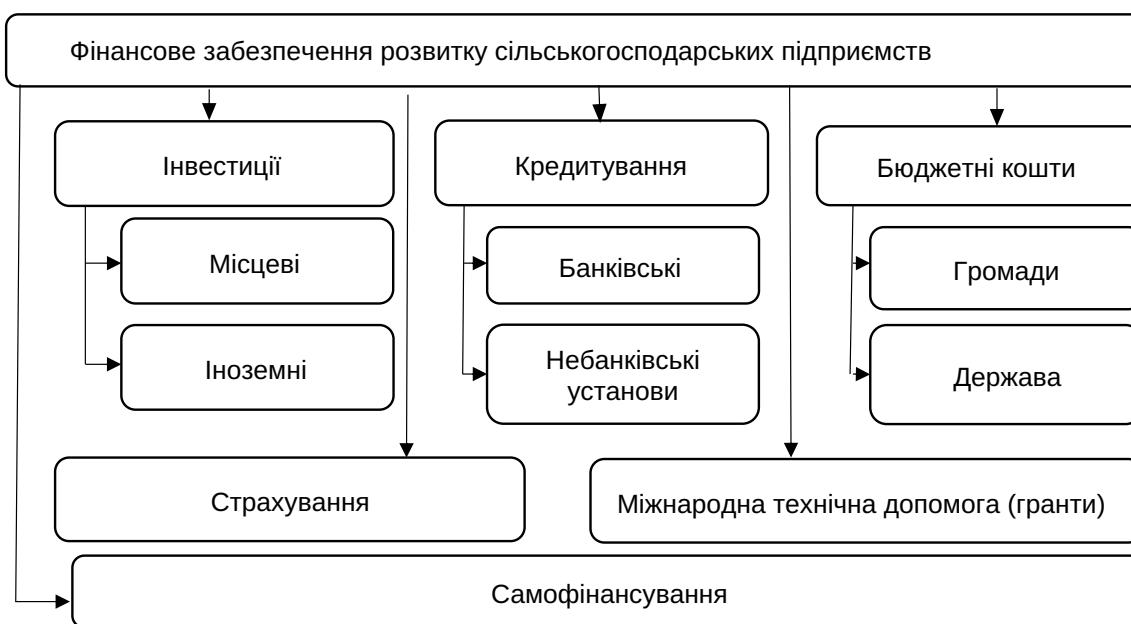 Фінансове забезпечення розвитку сільськогосподарських підприємств
Інвестиції
Кредитування
Бюджетні кошти
Місцеві
Банківські
Громади
Іноземні
Небанківські
установи
Держава
Страхування
Міжнародна технічна допомога (гранти)
Самофінансування